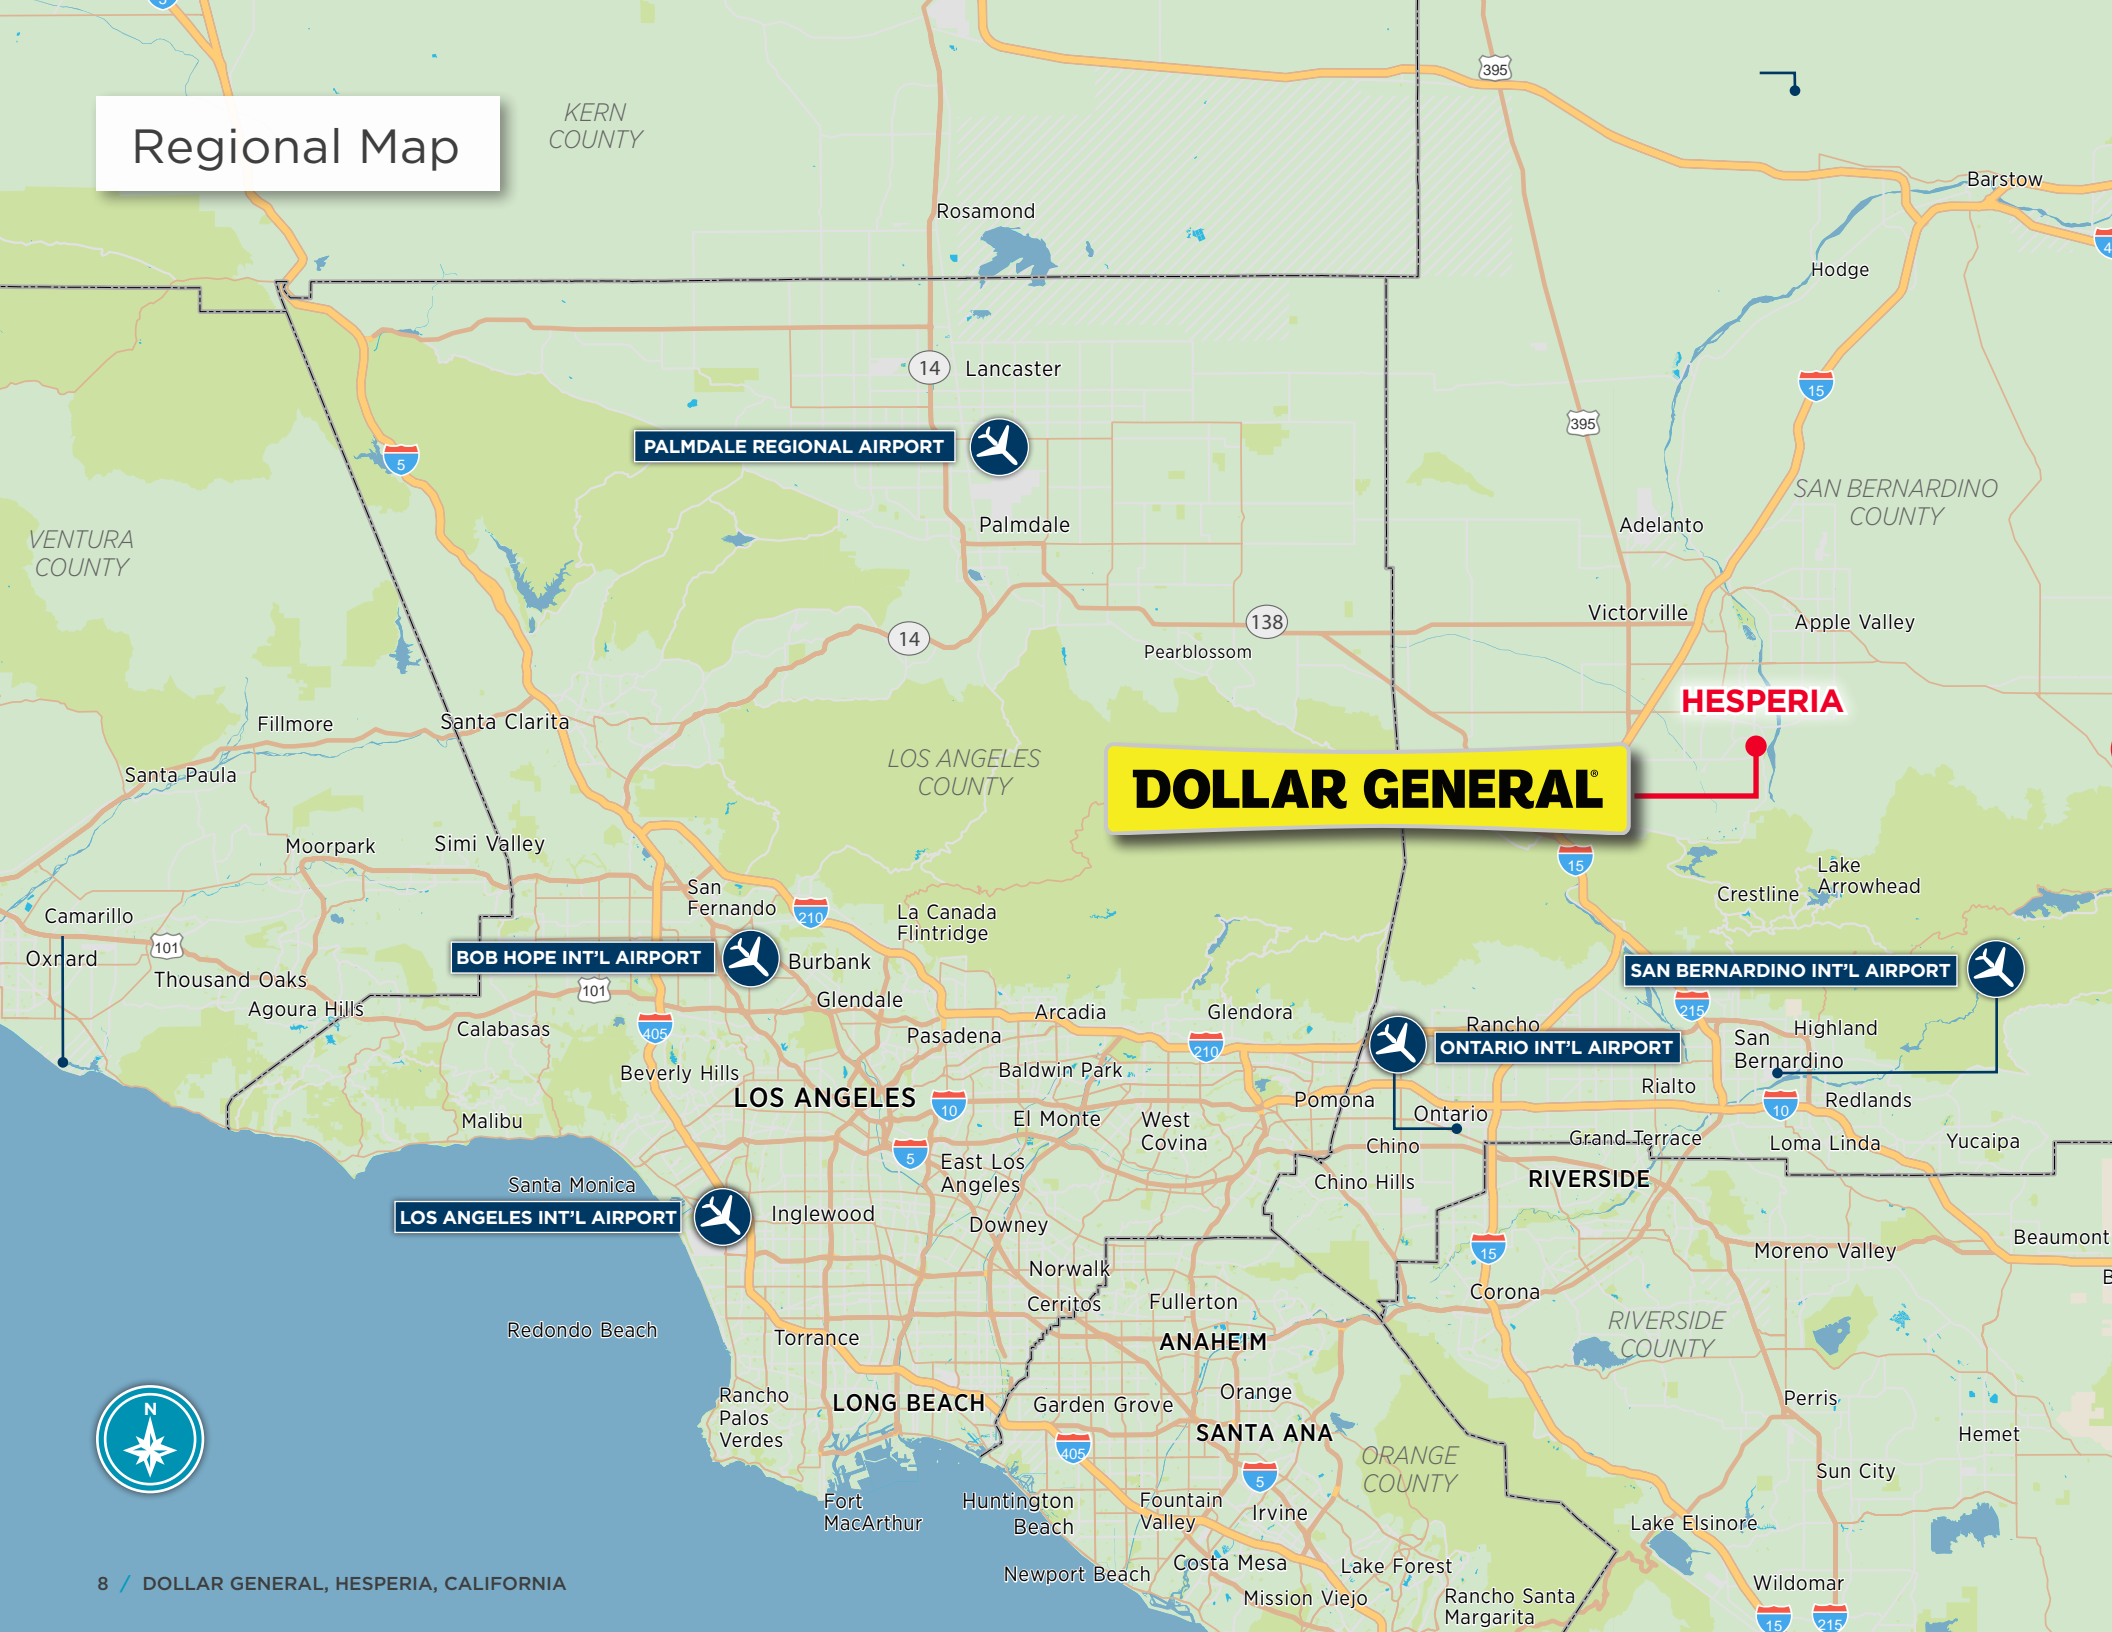 5
395
KERN
COUNTY
Regional Map
Barstow
Rosamond
4
Hodge
14
Lancaster
15
395
PALMDALE REGIONAL AIRPORT
5
SAN BERNARDINO
COUNTY
Palmdale
Adelanto
VENTURA
COUNTY
Victorville
138
Apple Valley
14
Pearblossom
HESPERIA
Fillmore
Santa Clarita
LOS ANGELES
COUNTY
Santa Paula
DOLLAR GENERAL®
Moorpark
Simi Valley
15
Lake
Arrowhead
Crestline
San
Fernando
210
La Canada
Flintridge
Camarillo
101
Oxnard
BOB HOPE INT'L AIRPORT
Burbank
SAN BERNARDINO INT'L AIRPORT
Thousand Oaks
101
Glendale
Agoura Hills
Arcadia
Glendora
215
Calabasas
405
Pasadena
210
Rancho
ONTARIO INT'L AIRPORT
San
Bernardino
Highland
Beverly Hills
Baldwin Park
Rialto
LOS ANGELES
10
Pomona
10
Redlands
Malibu
El Monte
West
Covina
Ontario
Chino
Grand Terrace
Loma Linda
Yucaipa
5
East Los
Angeles
Chino Hills
RIVERSIDE
Santa Monica
LOS ANGELES INT'L AIRPORT
Inglewood
Downey
15
Moreno Valley
Beaumont
Norwalk
B
Cerritos
Fullerton
Corona
RIVERSIDE
COUNTY
Redondo Beach
Torrance
ANAHEIM
Rancho
Palos
Verdes
LONG BEACH
Garden Grove
Orange
Perris
N
SANTA ANA
Hemet
405
5
ORANGE
COUNTY
Sun City
Fort
MacArthur
Huntington
Beach
Fountain
Valley
Irvine
Lake Elsinore
Newport Beach
Costa Mesa
Lake Forest
8 / DOLLAR GENERAL, HESPERIA, CALIFORNIA
Mission Viejo
Rancho Santa
Margarita
Wildomar
15
215